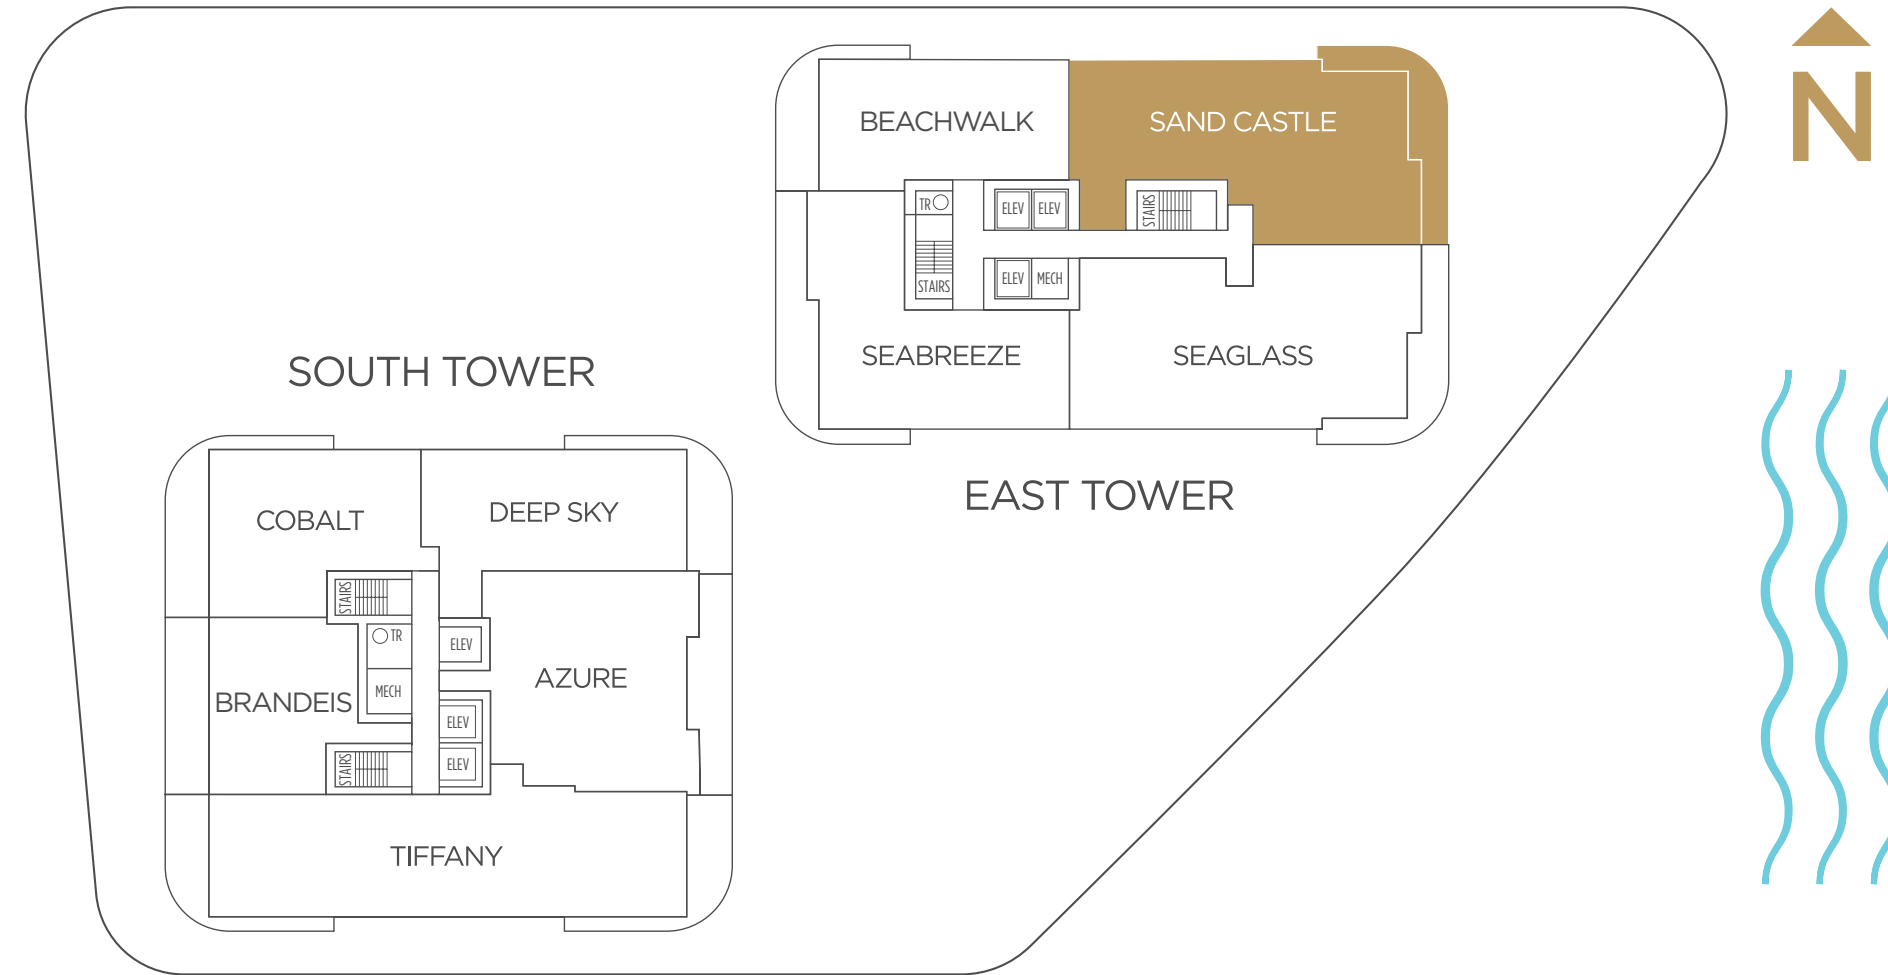 N
BEACHWALK
SAND CASTLE
TR
ELEV
ELEV
STAIRS
STAIRS
ELEV
MECH
SEABREEZE
SEAGLASS
EAST TOWER
SOUTH TOWER
COBALT
DEEP SKY
STAIRS
TR
ELEV
AZURE
BRANDEIS
MECH
ELEV
STAIRS
ELEV
TIFFANY